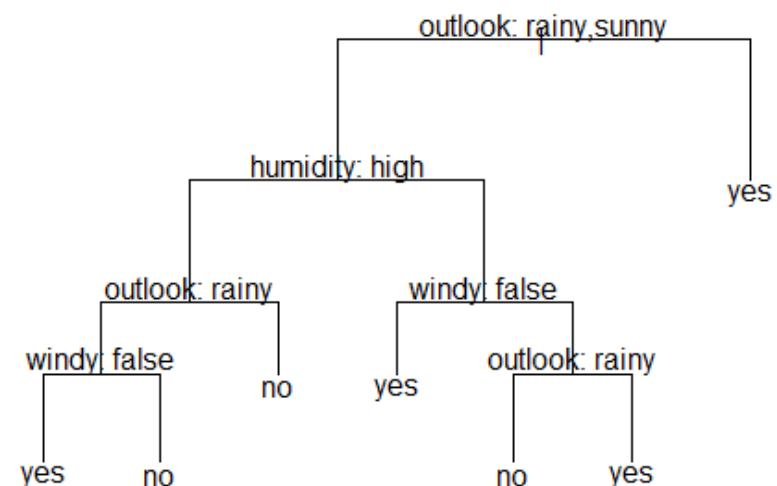 outlook: rainy,sunny
humidity: high
yes
outlook: rainy
windy: false
windy: false
outlook: rainy
no
yes
yes
no
no
yes